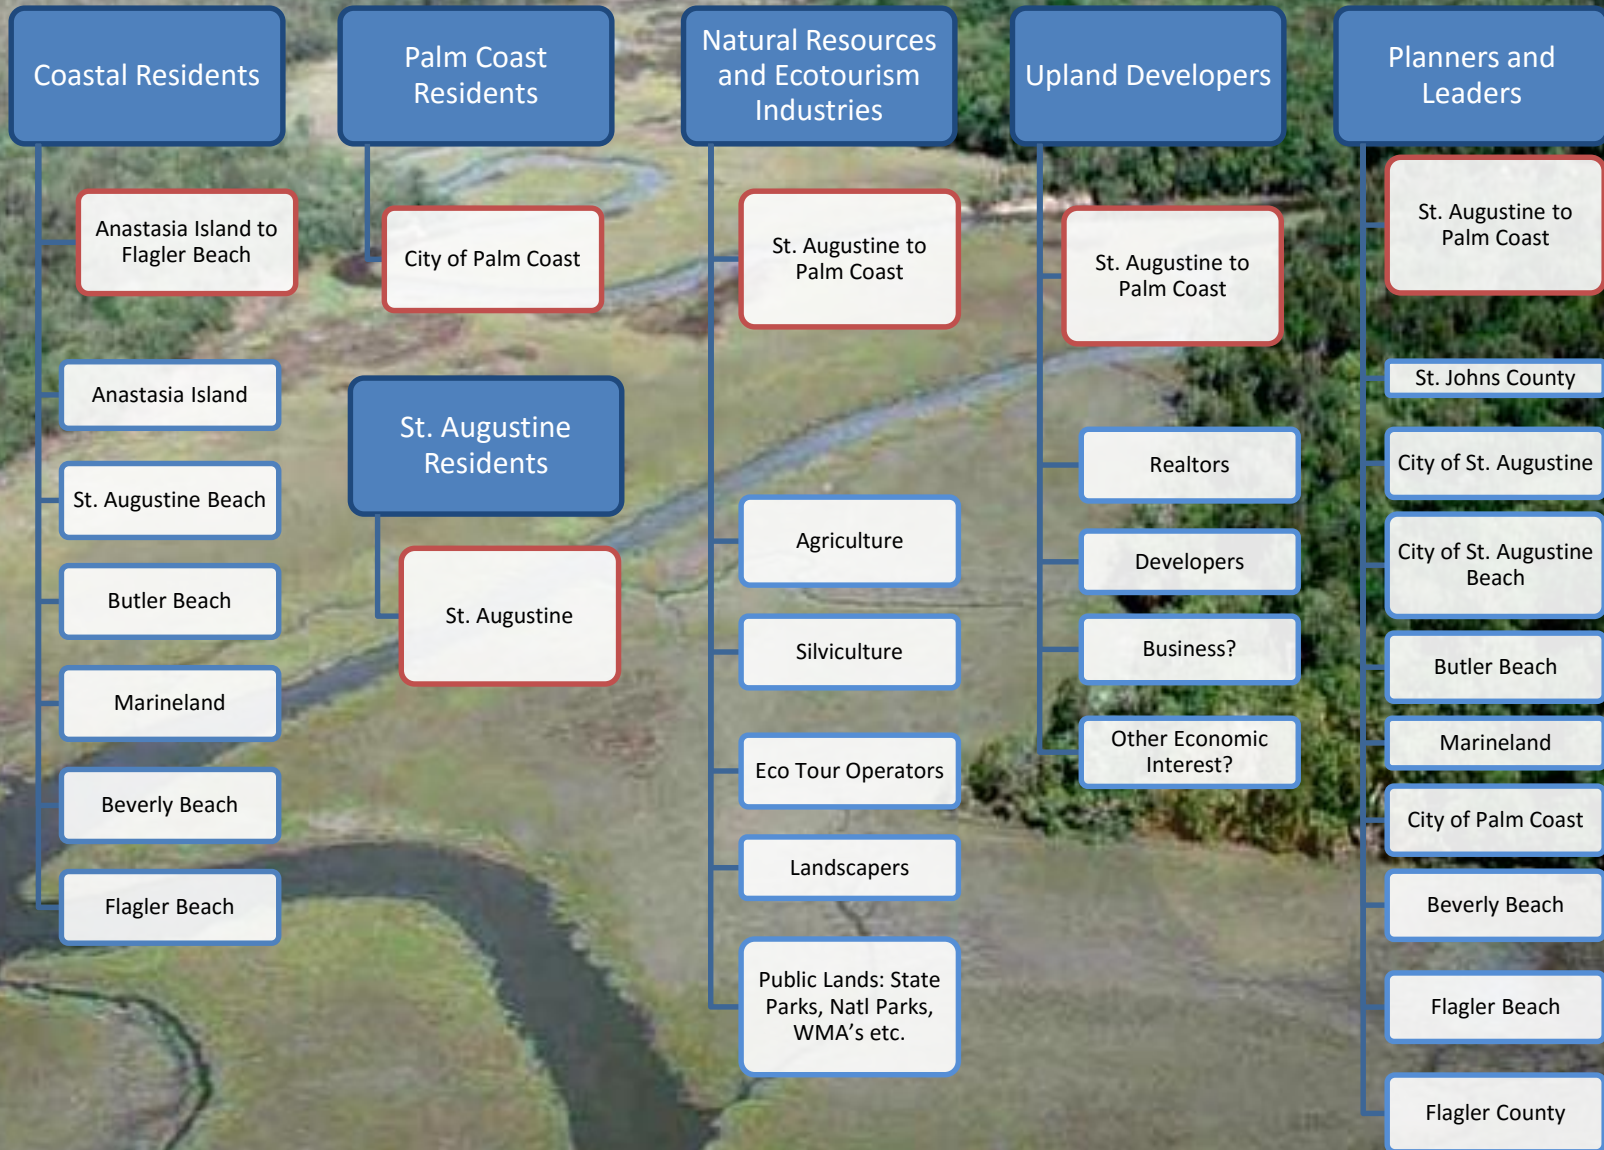 Coastal Residents
Anastasia Island to
Flagler Beach
Anastasia Island
St. Augustine Beach
Butler Beach
Marineland
Beverly Beach
Flagler Beach
Palm Coast
Residents
City of Palm Coast
St. Augustine
Residents
St. Augustine
Natural Resources
and Ecotourism
Industries
St. Augustine to
Palm Coast
Agriculture
Silviculture
Eco Tour Operators
Landscapers
Public Lands: State
Parks, Natl Parks,
WMA’s etc.
Upland Developers
St. Augustine to
Palm Coast
Realtors
Developers
Business?
Other Economic
Interest?
Planners and
Leaders
St. Augustine to
Palm Coast
St. Johns County
City of St. Augustine
City of St. Augustine
Beach
Butler Beach
Marineland
City of Palm Coast
Beverly Beach
Flagler Beach
Flagler County